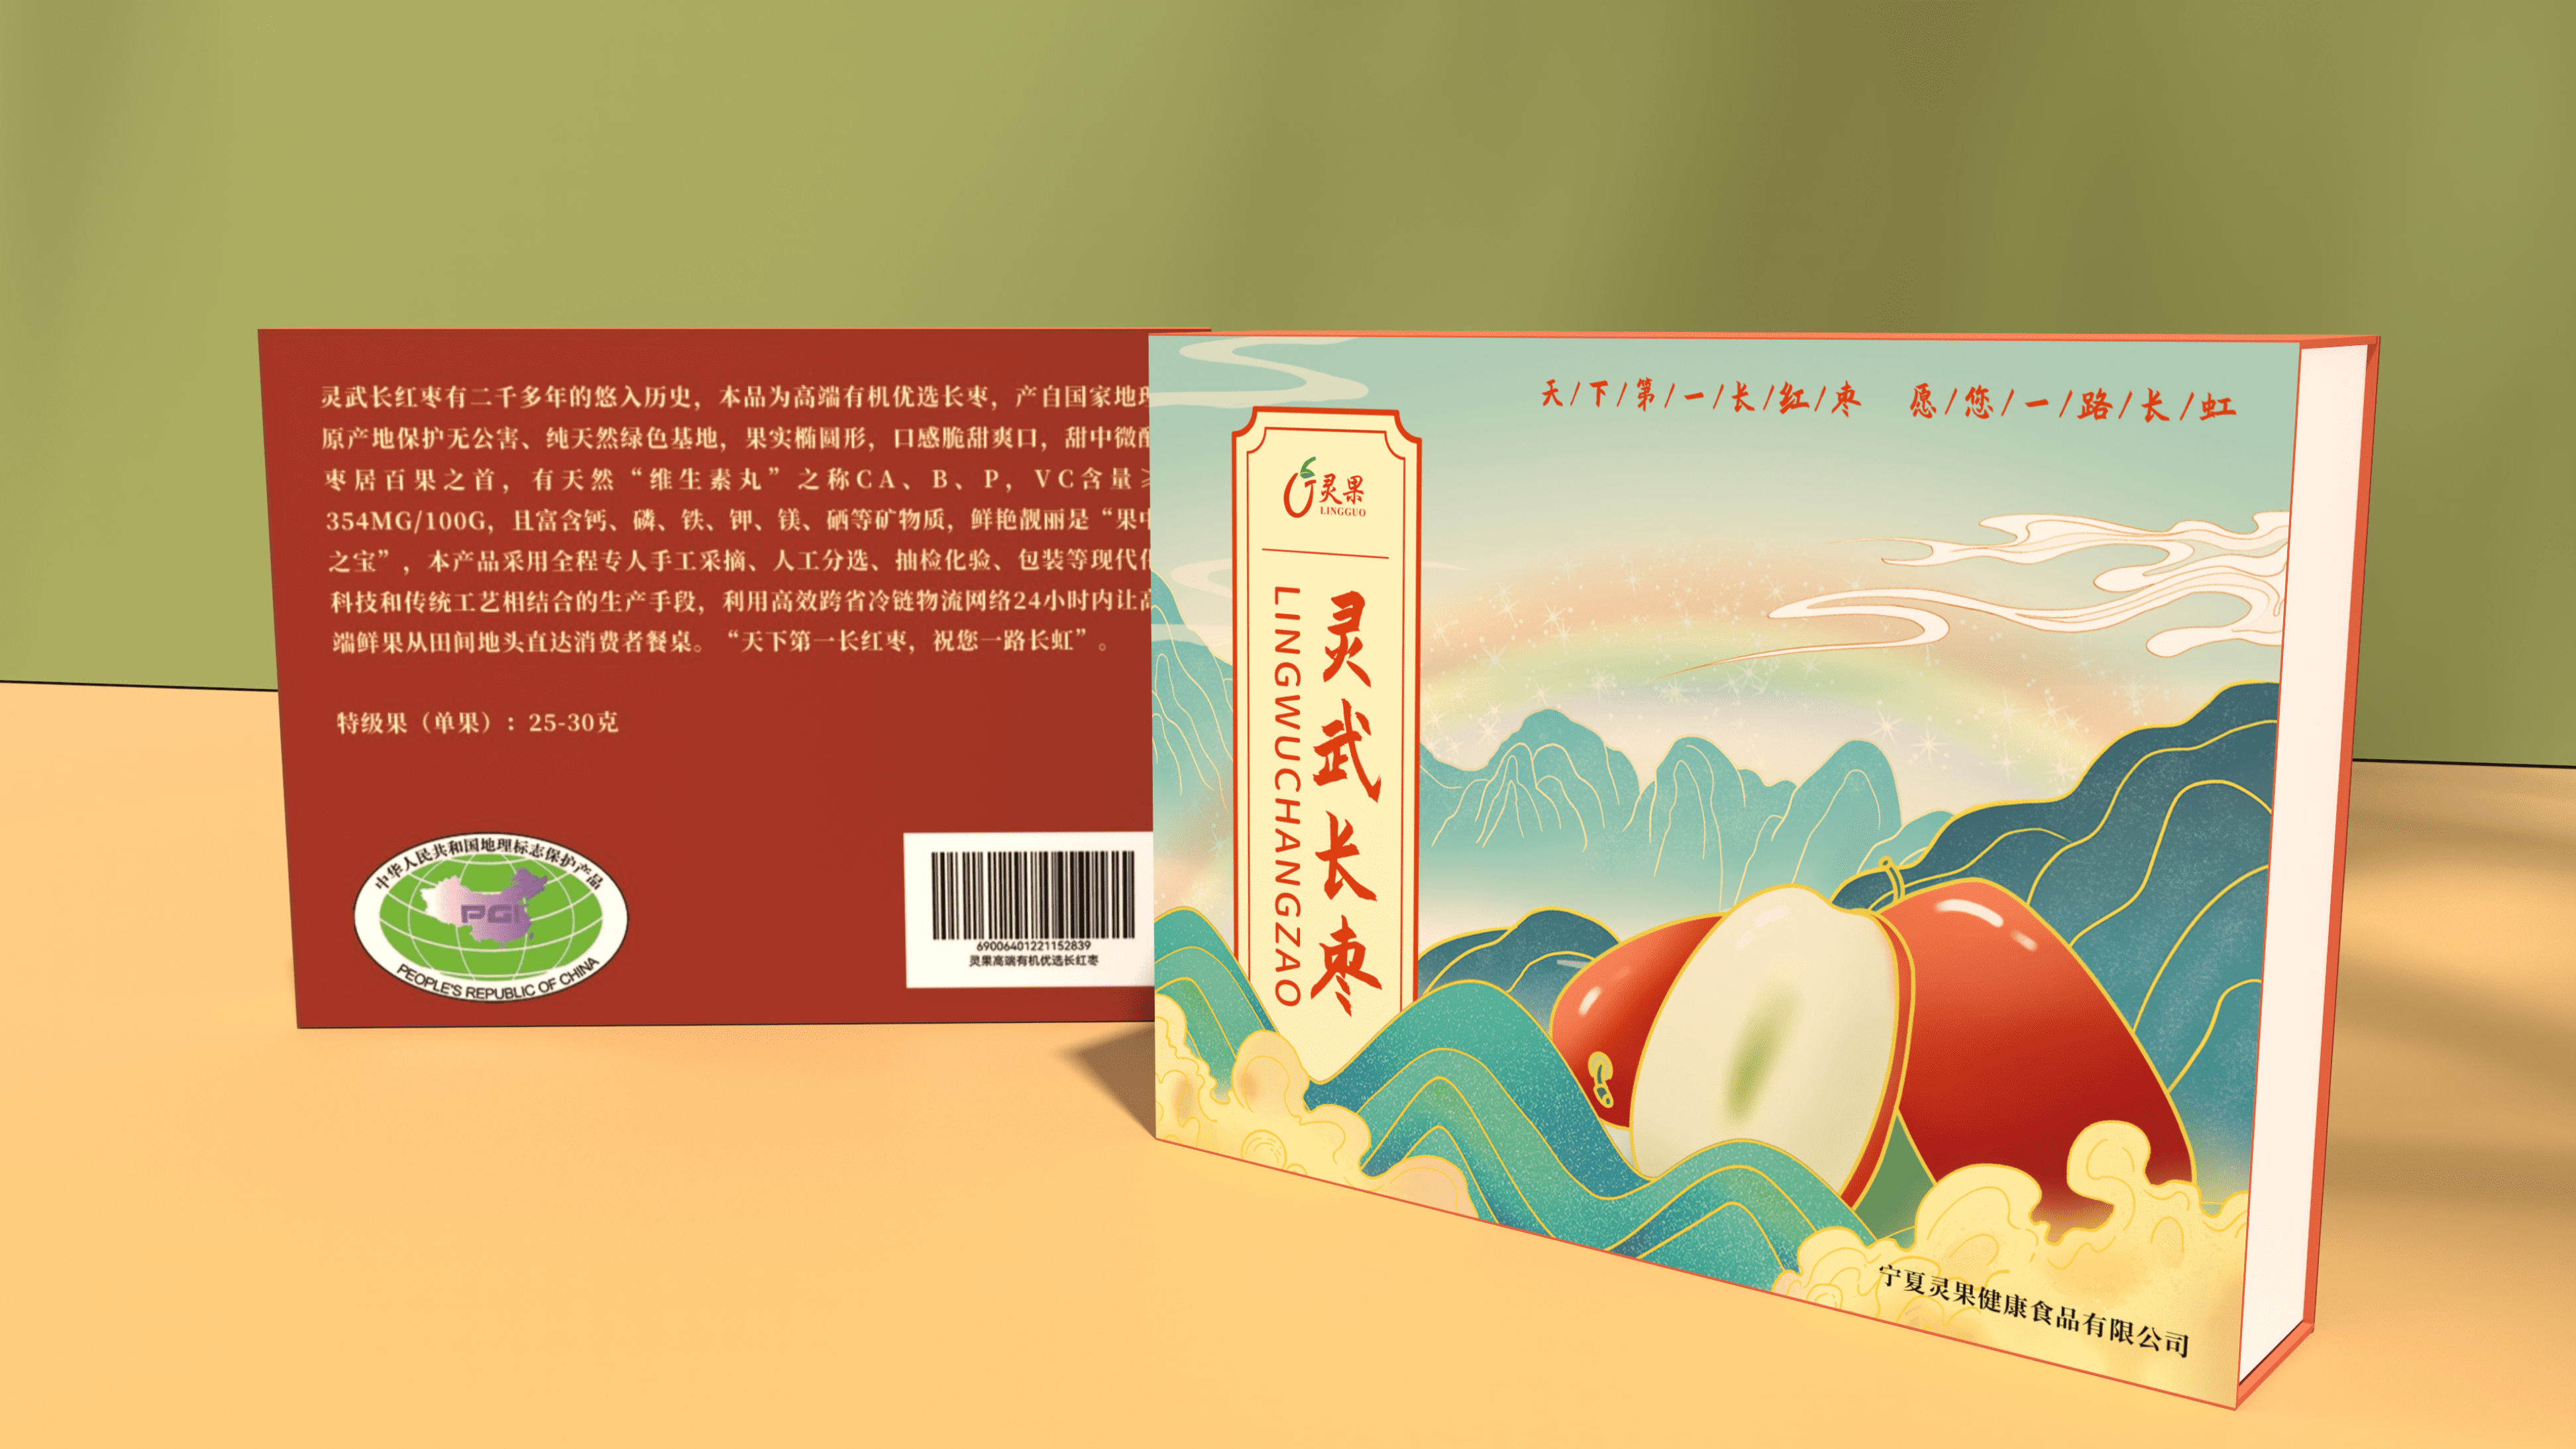 灵武长红枣有二千多年的悠入历史，本品为高端有机优选长枣，产自国家地理
原产地保护无公害、纯天然绿色基地，果实椭圆形，口感脆甜爽口，甜中微酸
枣居百果之首，有天然“维生素丸”之称CA、B、P，VC含量≥
354MG/100G，且富含钙、磷、铁、钾、镁、硒等矿物质，鲜艳靓丽是“果中
之宝”，本产品采用全程专人手工采摘、人工分选、抽检化验、包装等现代化
科技和传统工艺相结合的生产手段，利用高效跨省冷链物流网络24小时内让高
端鲜果从田间地头直达消费者餐桌。“天下第一长红枣，祝您一路长虹”。
特级果（单果）：25-30克
中华人民共和国地理标志保护产品
PGI
PEOPLE'S REPUBLIC OF CHINA
69006401221152839
灵果高端有机优选长红枣
天/下/第/一/长/红/枣 愿/您/一/路/长/虹
灵果
LINGGUO
灵武长枣
LINGWUCHANGZAO
宁夏灵果健康食品有限公司